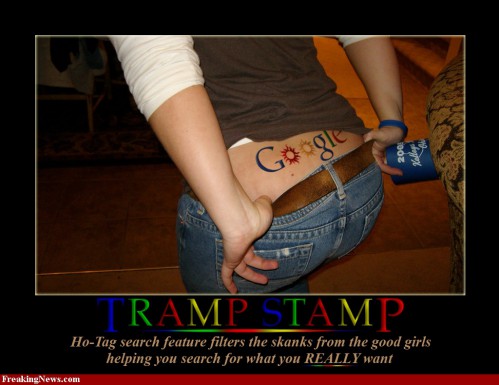 Google
200
TRAMP STAMP
Ho-Tag search feature filters the skanks from the good girls
helping you search for what you REALLY want
FreakingNews.com